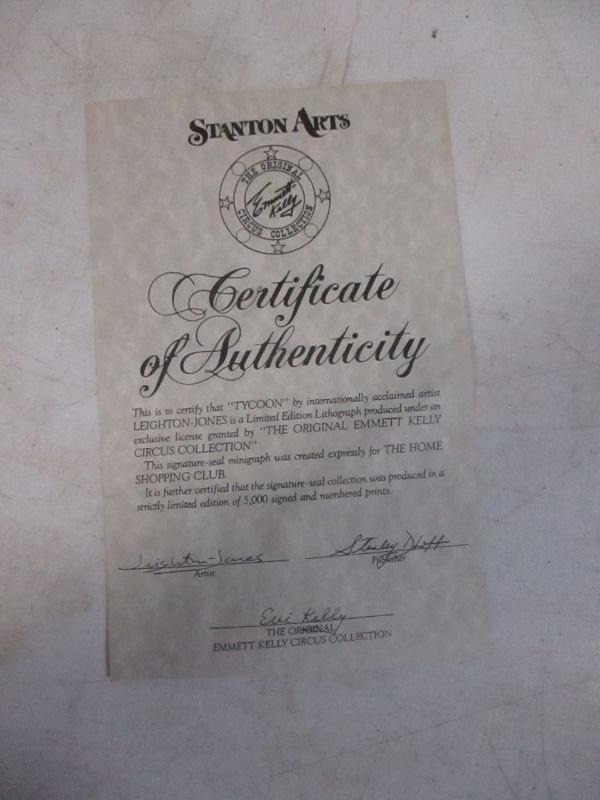 STANTON ARTS
THE ORIGINAL
Emmett
Kelly
CIRCUS COLLECTION
Certificate
of Authenticity
This is to certify that "TYCOON" by internationally acclaimed artist
LEIGHTON-JONES is a Limited Edition Lithograph produced under an
exclusive license granted by "THE ORIGINAL EMMETT KELLY
CIRCUS COLLECTION"
This signature-seal minigraph was created expressly for THE HOME
SHOPPING CLUB.
It is further certified that the signature-seal collection was produced in a
strictly limited edition of 5,000 signed and numbered prints.
Leighton-Jones
Artist
Stanley
Publisher
Evi Kelly
THE ORIGINAL
EMMETT KELLY CIRCUS COLLECTION